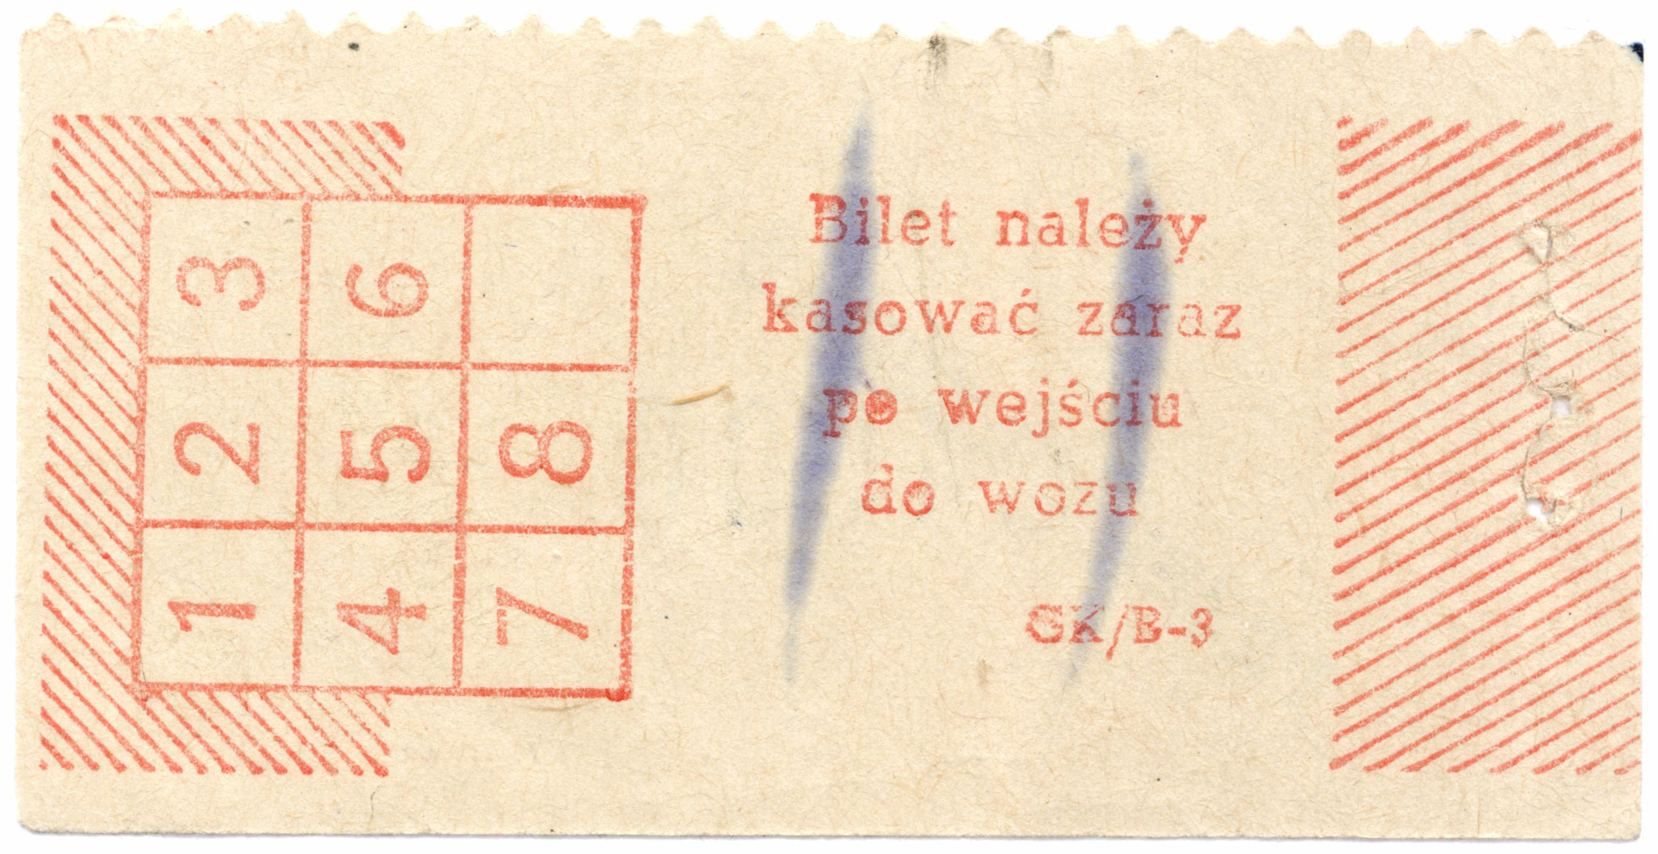 3 6
2 5 8
1 4 7
Bilet należy
kasować zaraz
po wejściu
do wozu
GK/B-3